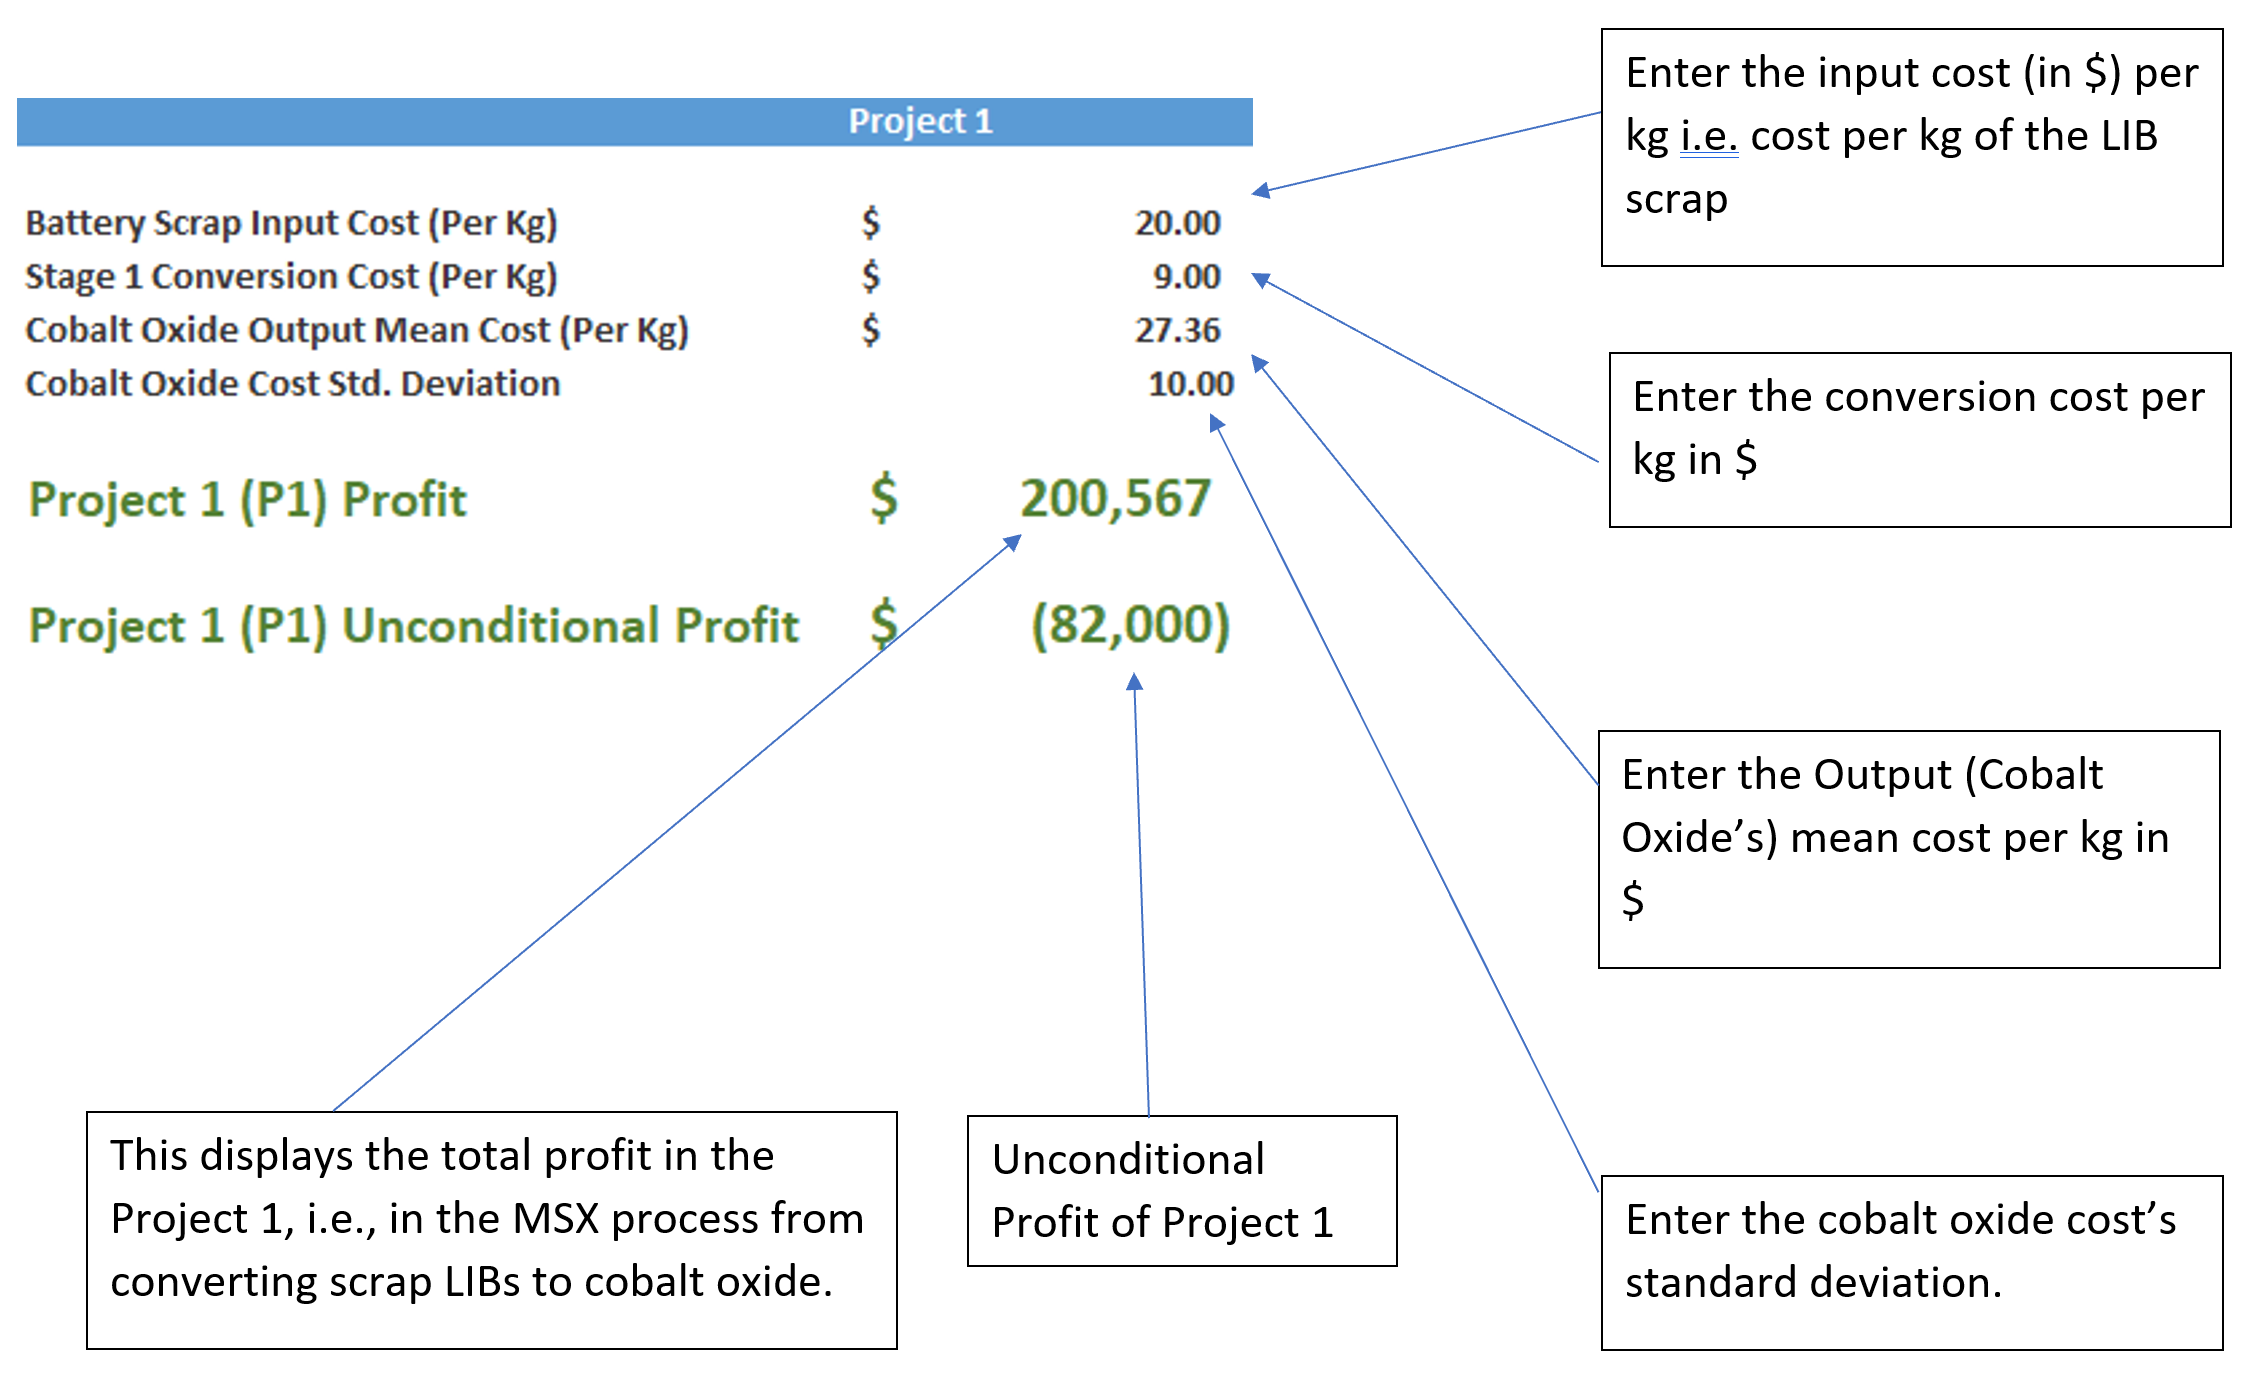 Project 1
Battery Scrap Input Cost (Per Kg) $ 20.00
Stage 1 Conversion Cost (Per Kg) $ 9.00
Cobalt Oxide Output Mean Cost (Per Kg) $ 27.36
Cobalt Oxide Cost Std. Deviation 10.00
Project 1 (P1) Profit $ 200,567
Project 1 (P1) Unconditional Profit $ (82,000)
Enter the input cost (in $) per
kg i.e. cost per kg of the LIB
scrap
Enter the conversion cost per
kg in $
Enter the Output (Cobalt
Oxide’s) mean cost per kg in
$
Enter the cobalt oxide cost’s
standard deviation.
This displays the total profit in the
Project 1, i.e., in the MSX process from
converting scrap LIBs to cobalt oxide.
Unconditional
Profit of Project 1